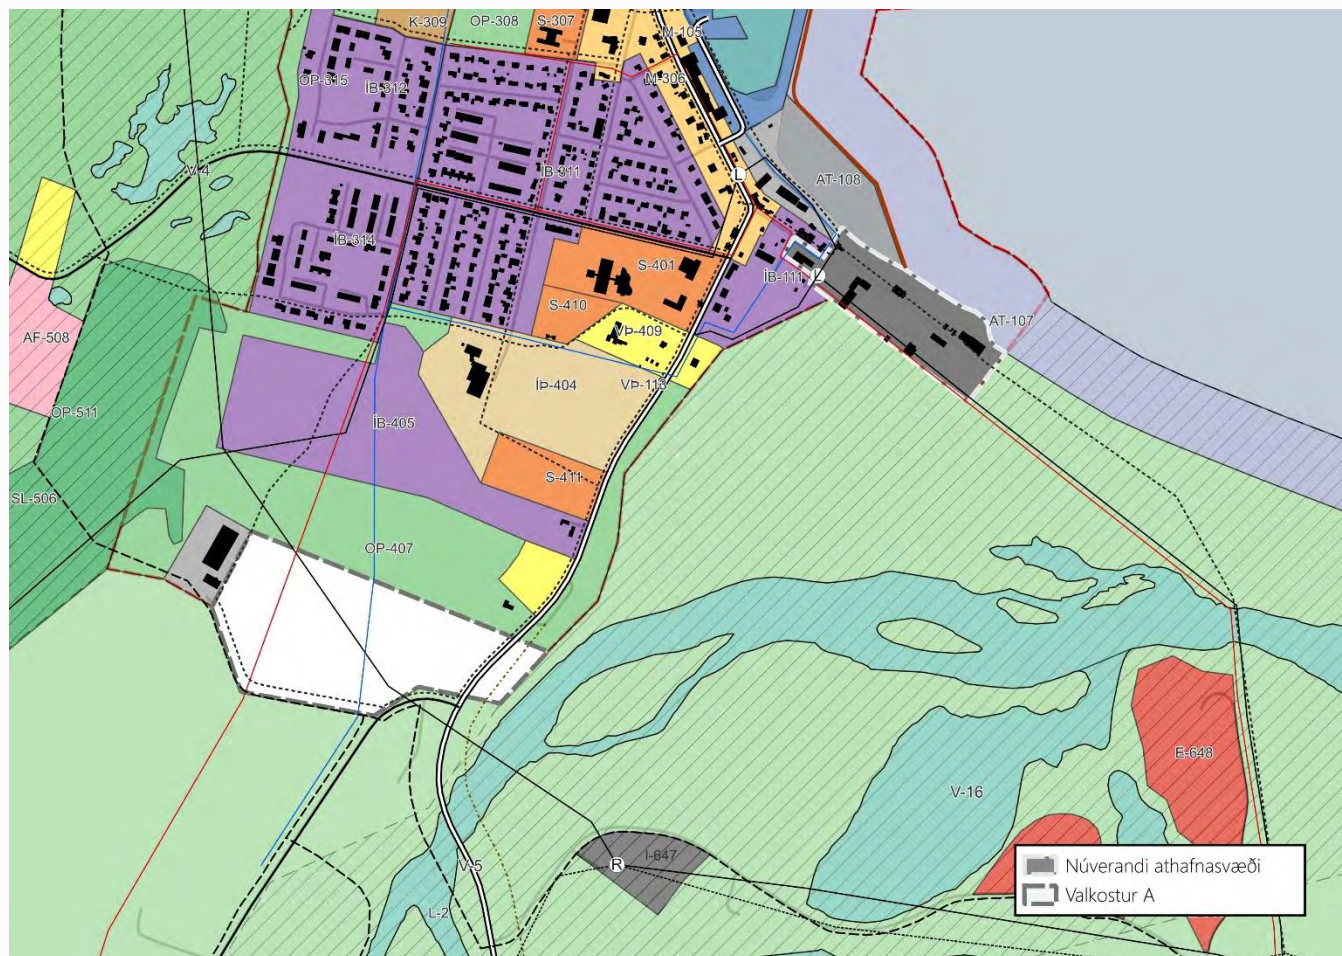 K-309
OP-308
S-307
M-105
OP-315
ÍB-312
M-306
V-4
ÍB-311
L
AT-108
ÍB-314
S-401
ÍB-111
L
S-410
AT-107
VÞ-409
AF-508
ÍÞ-404
VÞ-113
OP-511
ÍB-405
S-411
SL-506
OP-407
E-648
V-16
I-647
R
V-5
L-2
Núverandi athafnasvæði
Valkostur A